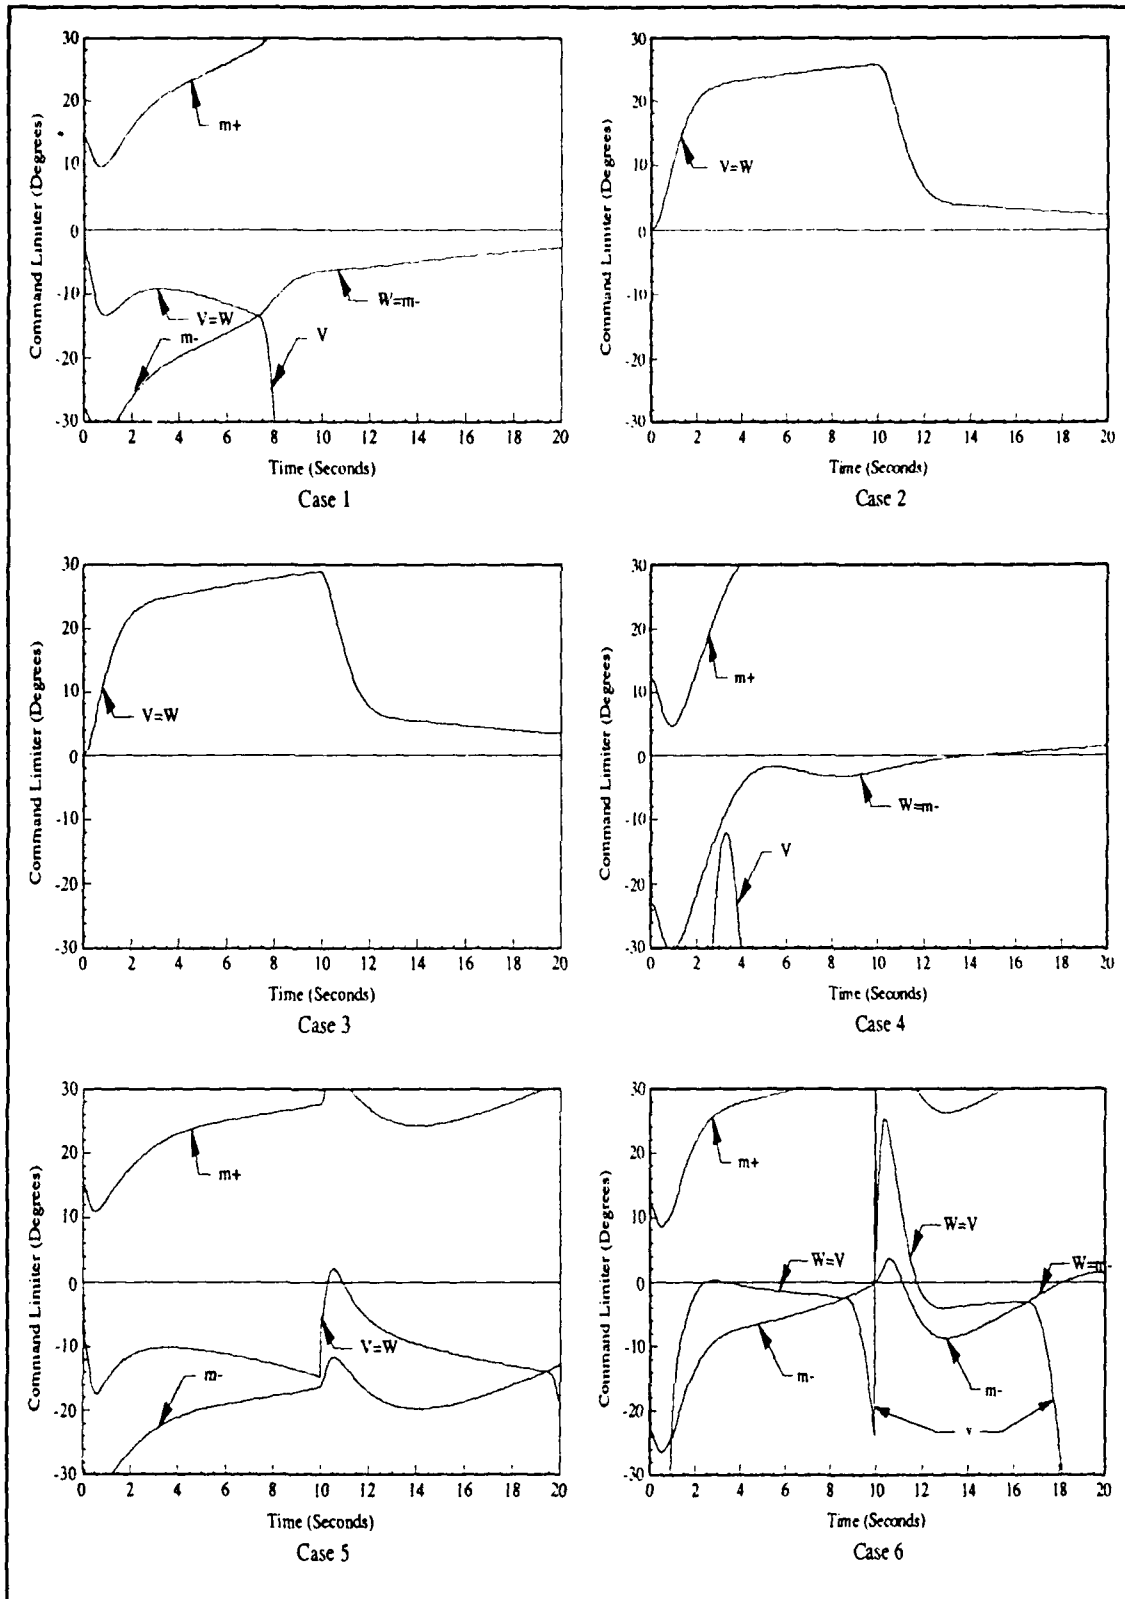 Command Limiter (Degrees)
30
20
10
0
-10
-20
-30
m+
V=W
m-
W=m-
V
0 2 4 6 8 10 12 14 16 18 20
Time (Seconds)
Case 1
Command Limiter (Degrees)
30
20
10
0
-10
-20
-30
V=W
0 2 4 6 8 10 12 14 16 18 20
Time (Seconds)
Case 2
Command Limiter (Degrees)
30
20
10
0
-10
-20
-30
V=W
0 2 4 6 8 10 12 14 16 18 20
Time (Seconds)
Case 3
Command Limiter (Degrees)
30
20
10
0
-10
-20
-30
m+
W=m-
V
0 2 4 6 8 10 12 14 16 18 20
Time (Seconds)
Case 4
Command Limiter (Degrees)
30
20
10
0
-10
-20
-30
m+
V=W
m-
0 2 4 6 8 10 12 14 16 18 20
Time (Seconds)
Case 5
Command Limiter (Degrees)
30
20
10
0
-10
-20
-30
m+
W=V
W=V
W=m-
m-
m-
v
0 2 4 6 8 10 12 14 16 18 20
Time (Seconds)
Case 6